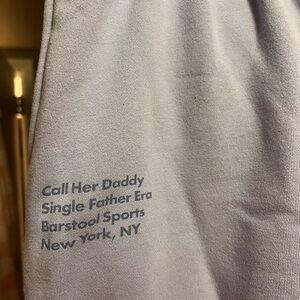 Call Her Daddy
Single Father Era
Barstool Sports
New York, NY